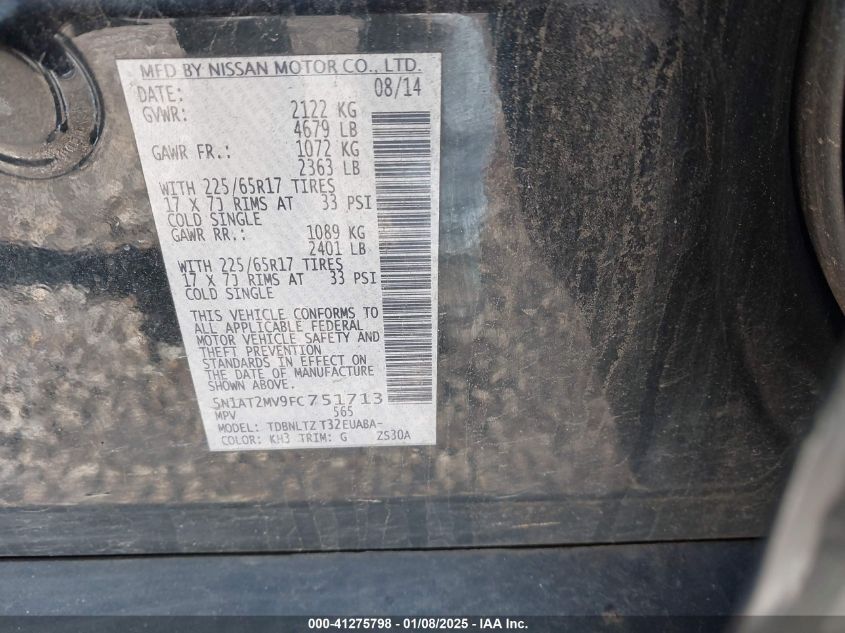 MFD BY NISSAN MOTOR CO., LTD.
DATE: 08/14
GVWR: 2122 KG
4679 LB
GAWR FR.: 1072 KG
2363 LB
WITH 225/65R17 TIRES
17 X 7J RIMS AT 33 PSI
COLD SINGLE
GAWR RR.: 1089 KG
2401 LB
WITH 225/65R17 TIRES
17 X 7J RIMS AT 33 PSI
COLD SINGLE
THIS VEHICLE CONFORMS TO
ALL APPLICABLE FEDERAL
MOTOR VEHICLE SAFETY AND
THEFT PREVENTION
STANDARDS IN EFFECT ON
THE DATE OF MANUFACTURE
SHOWN ABOVE.
5N1AT2MV9FC751713
MPV 565
MODEL: TDBNLTZ T32EUABA-
COLOR: KH3 TRIM: G ZS30A
000-41275798 - 01/08/2025 - IAA Inc.